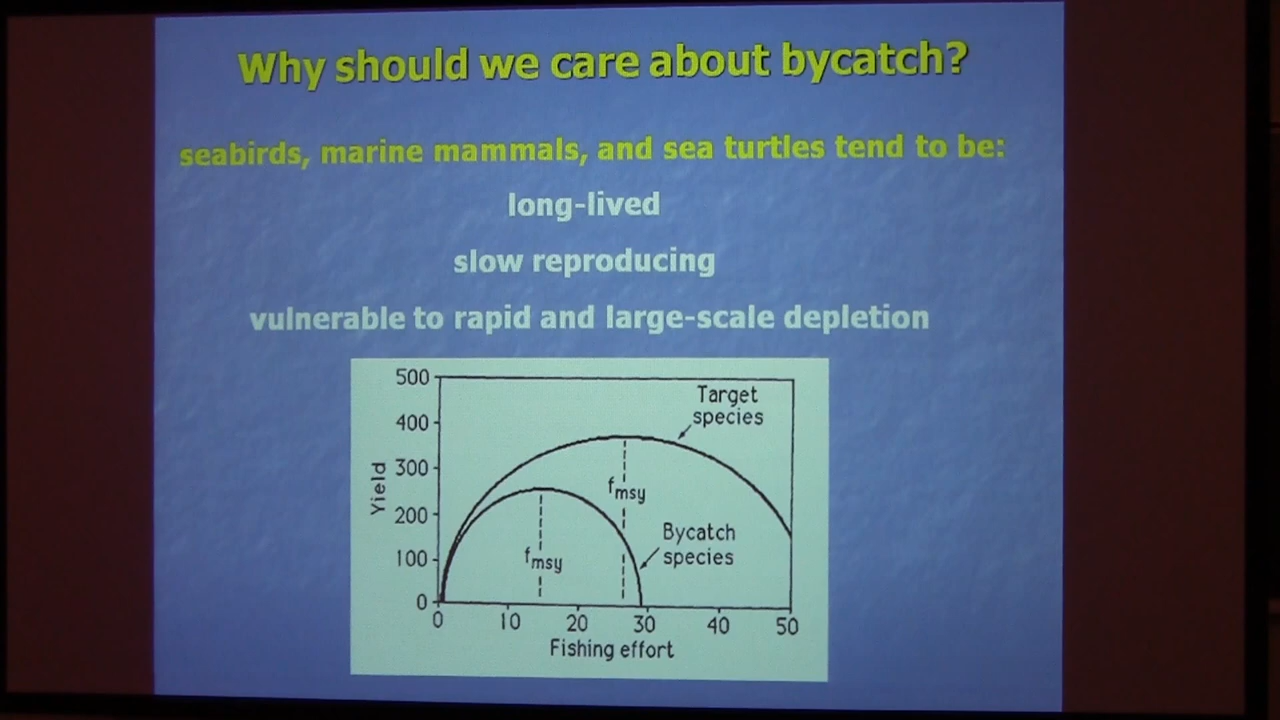 Why should we care about bycatch?
seabirds, marine mammals, and sea turtles tend to be:
long-lived
slow reproducing
vulnerable to rapid and large-scale depletion
500
400
300
200
100
0
Yield
Target
species
fmsy
Bycatch
species
fmsy
0 10 20 30 40 50
Fishing effort